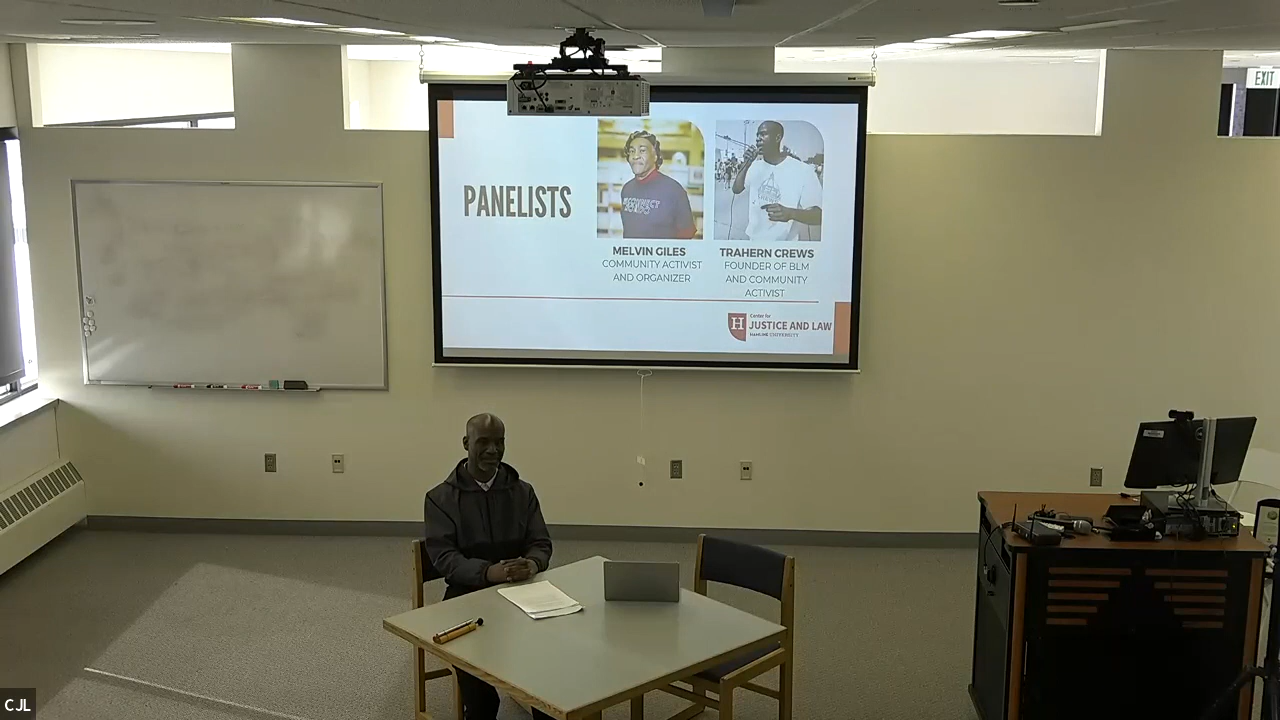 EXIT
PANELISTS
MELVIN GILES
COMMUNITY ACTIVIST
AND ORGANIZER
TRAHERN CREWS
FOUNDER OF BLM
AND COMMUNITY
ACTIVIST
H
Center for
JUSTICE AND LAW
HAMLINE UNIVERSITY
CJL